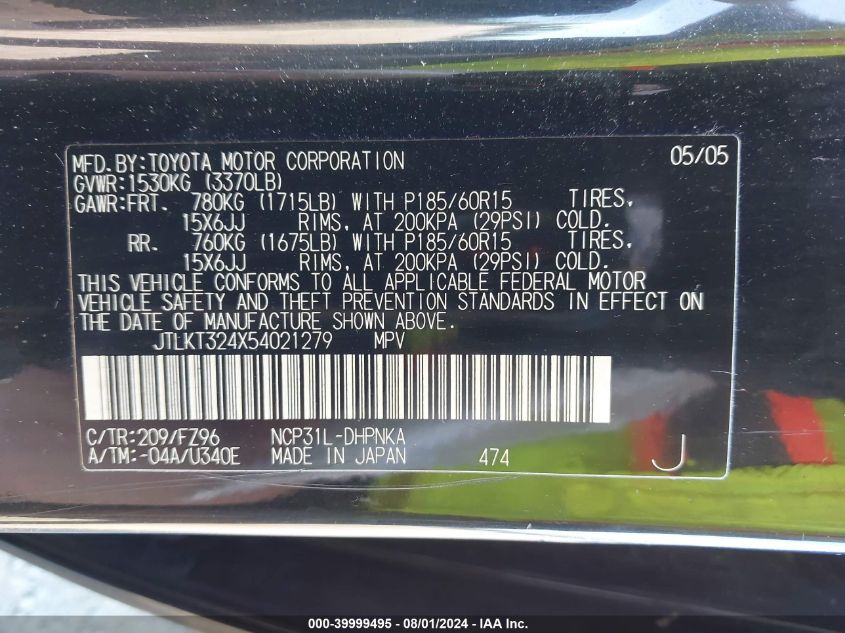 MFD.BY:TOYOTA MOTOR CORPORATION 05/05
GVWR:1530KG (3370LB)
GAWR:FRT. 780KG (1715LB) WITH P185/60R15 TIRES,
15X6JJ RIMS, AT 200KPA (29PSI) COLD.
RR. 760KG (1675LB) WITH P185/60R15 TIRES,
15X6JJ RIMS, AT 200KPA (29PSI) COLD.
THIS VEHICLE CONFORMS TO ALL APPLICABLE FEDERAL MOTOR
VEHICLE SAFETY AND THEFT PREVENTION STANDARDS IN EFFECT ON
THE DATE OF MANUFACTURE SHOWN ABOVE.
JTLKT324X54021279 MPV
C/TR:209/FZ96 NCP31L-DHPNKA
A/TM:-04A/U340E MADE IN JAPAN 474 J
000-39999495 - 08/01/2024 - IAA Inc.